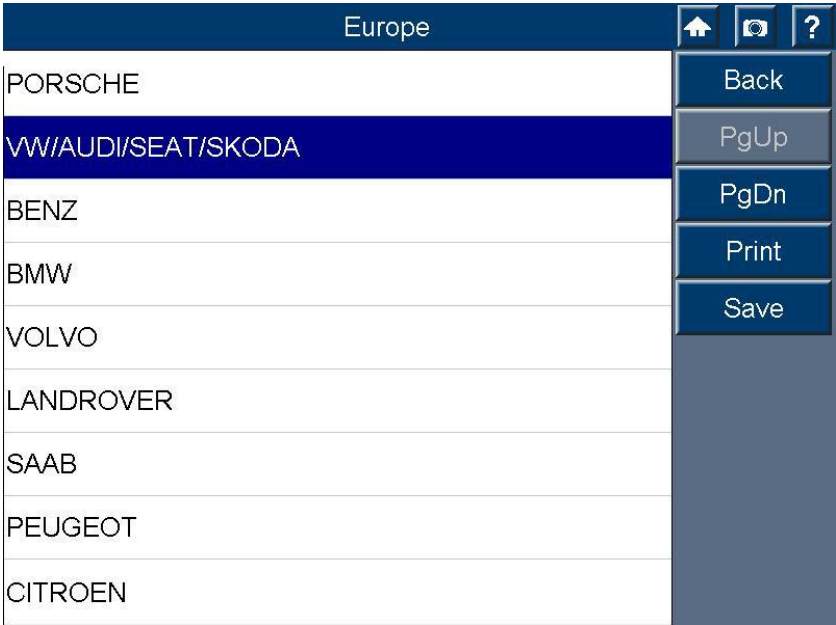 Europe
?
PORSCHE
VW/AUDI/SEAT/SKODA
BENZ
BMW
VOLVO
LANDROVER
SAAB
PEUGEOT
CITROEN
Back
PgUp
PgDn
Print
Save